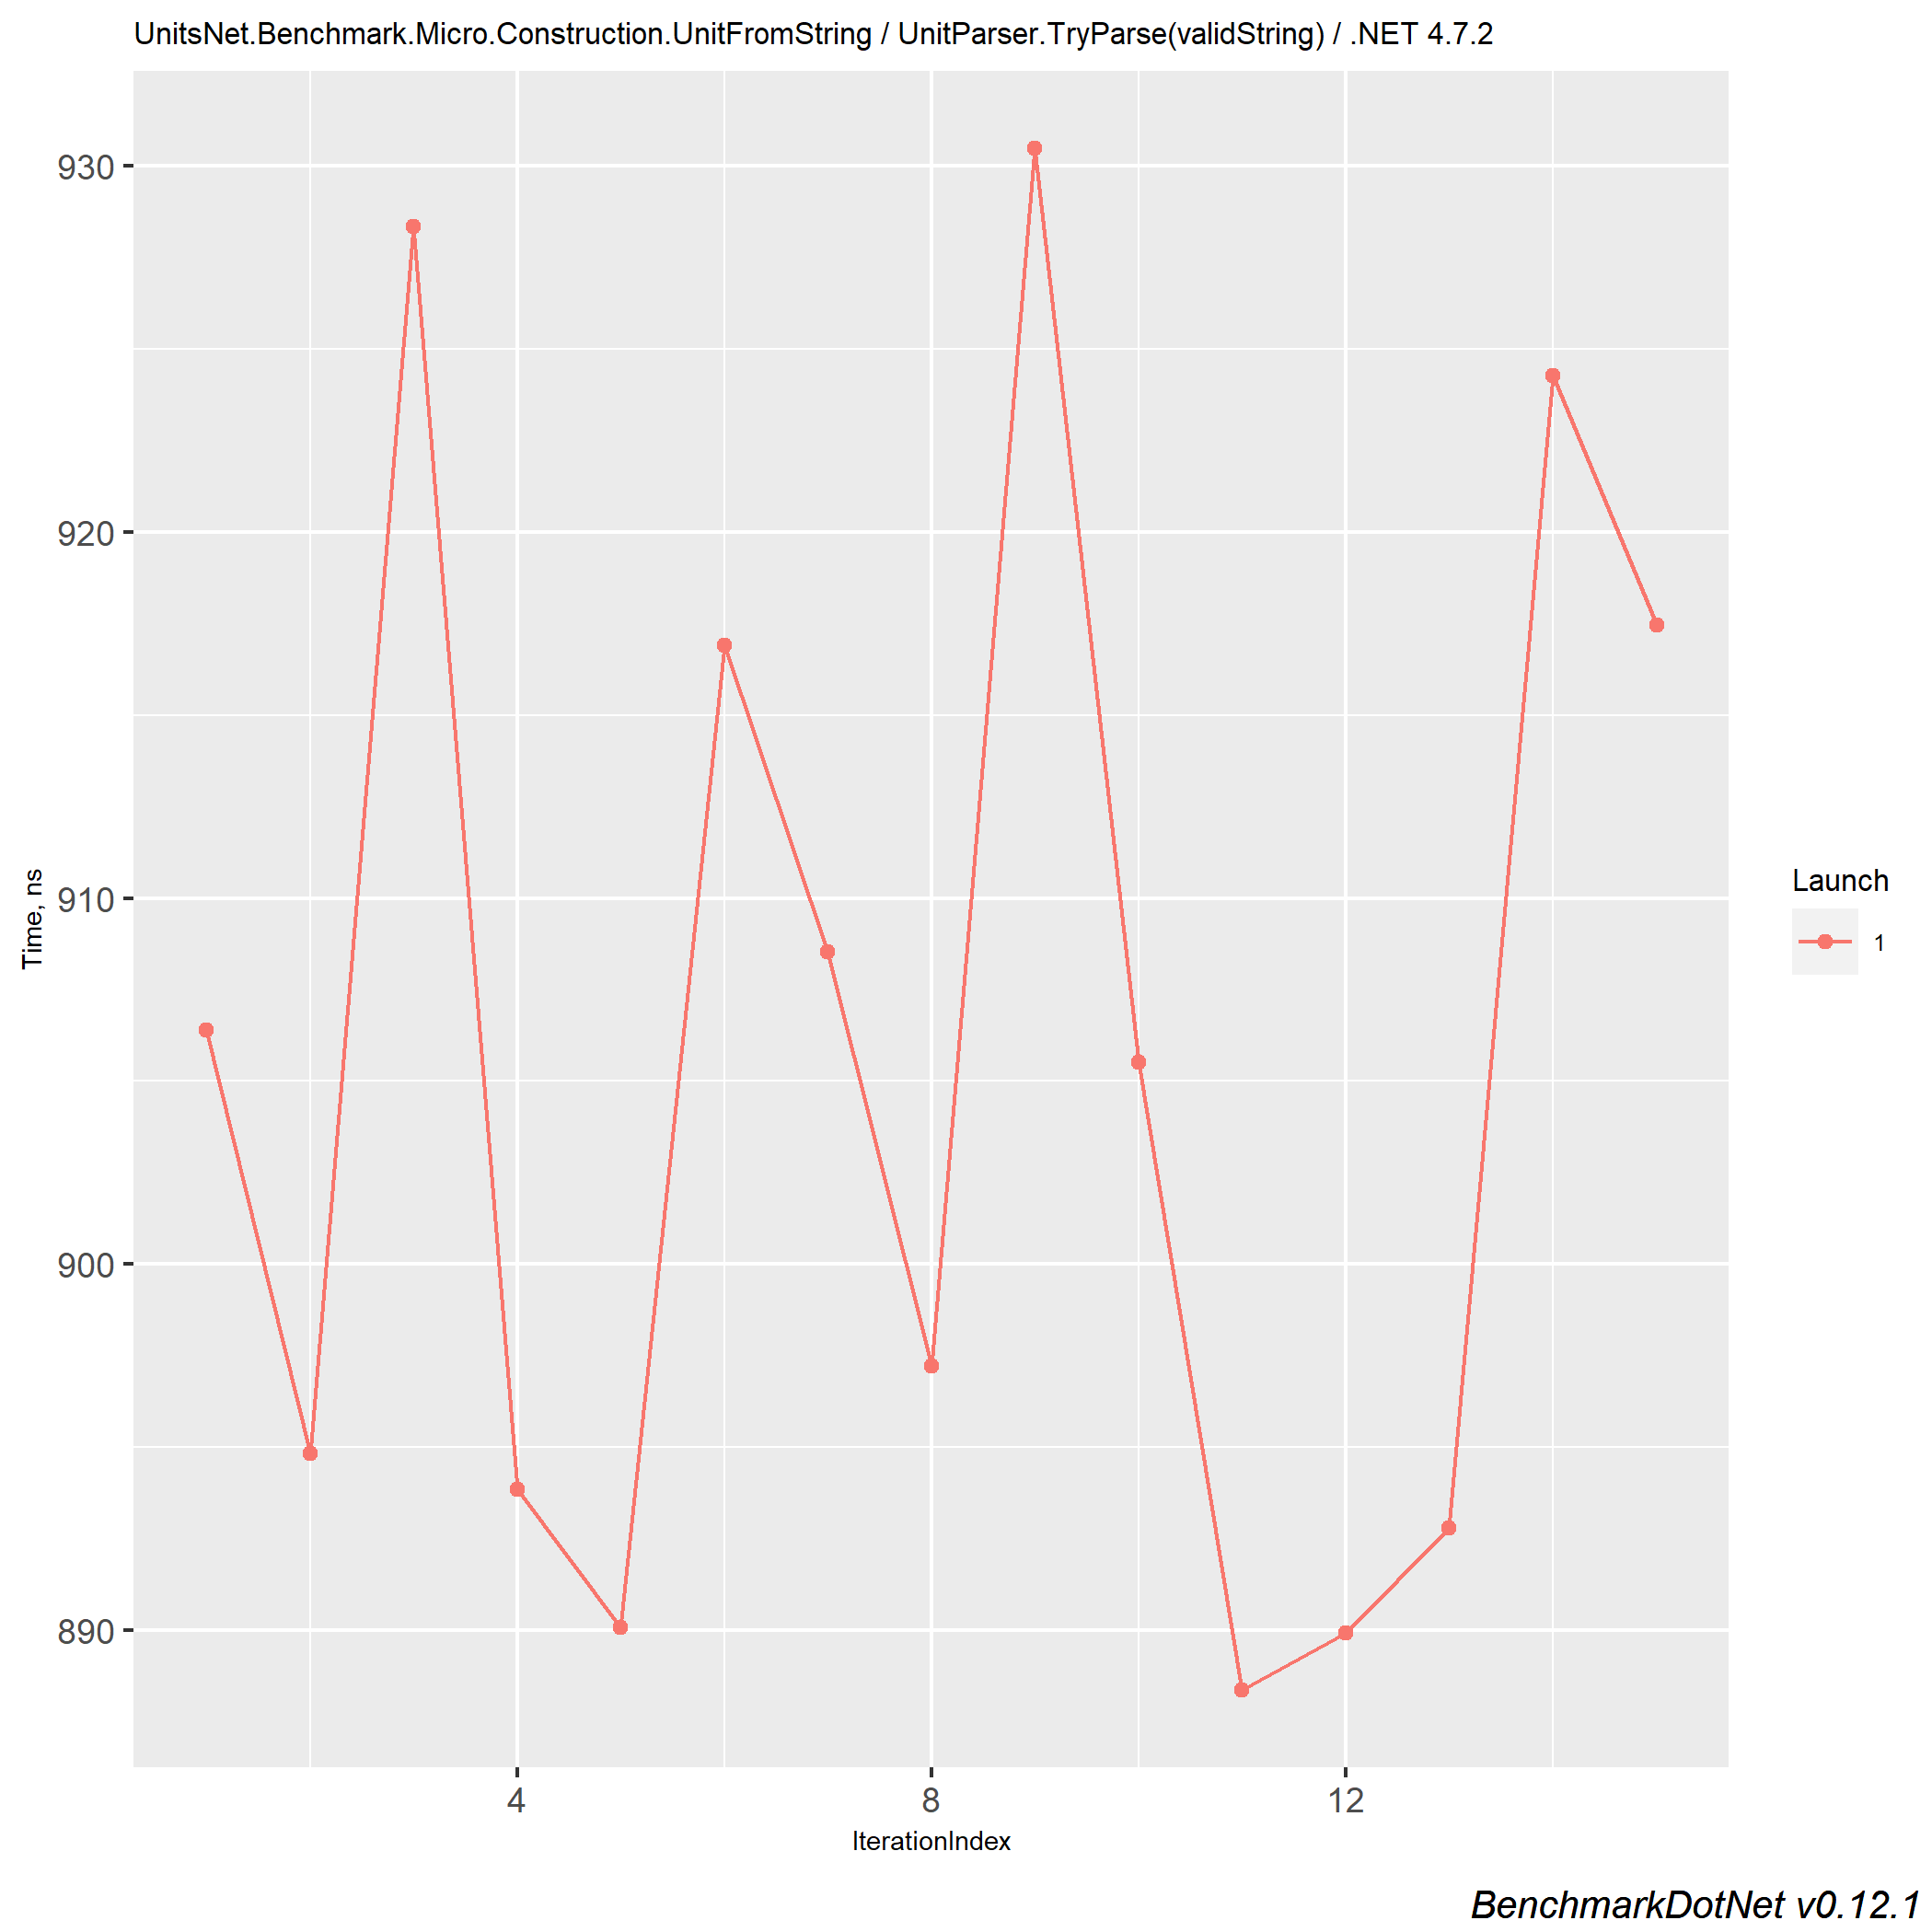 UnitsNet.Benchmark.Micro.Construction.UnitFromString / UnitParser.TryParse(validString) / .NET 4.7.2
930
920
910
900
890
Time, ns
4
8
12
IterationIndex
Launch
1
BenchmarkDotNet v0.12.1